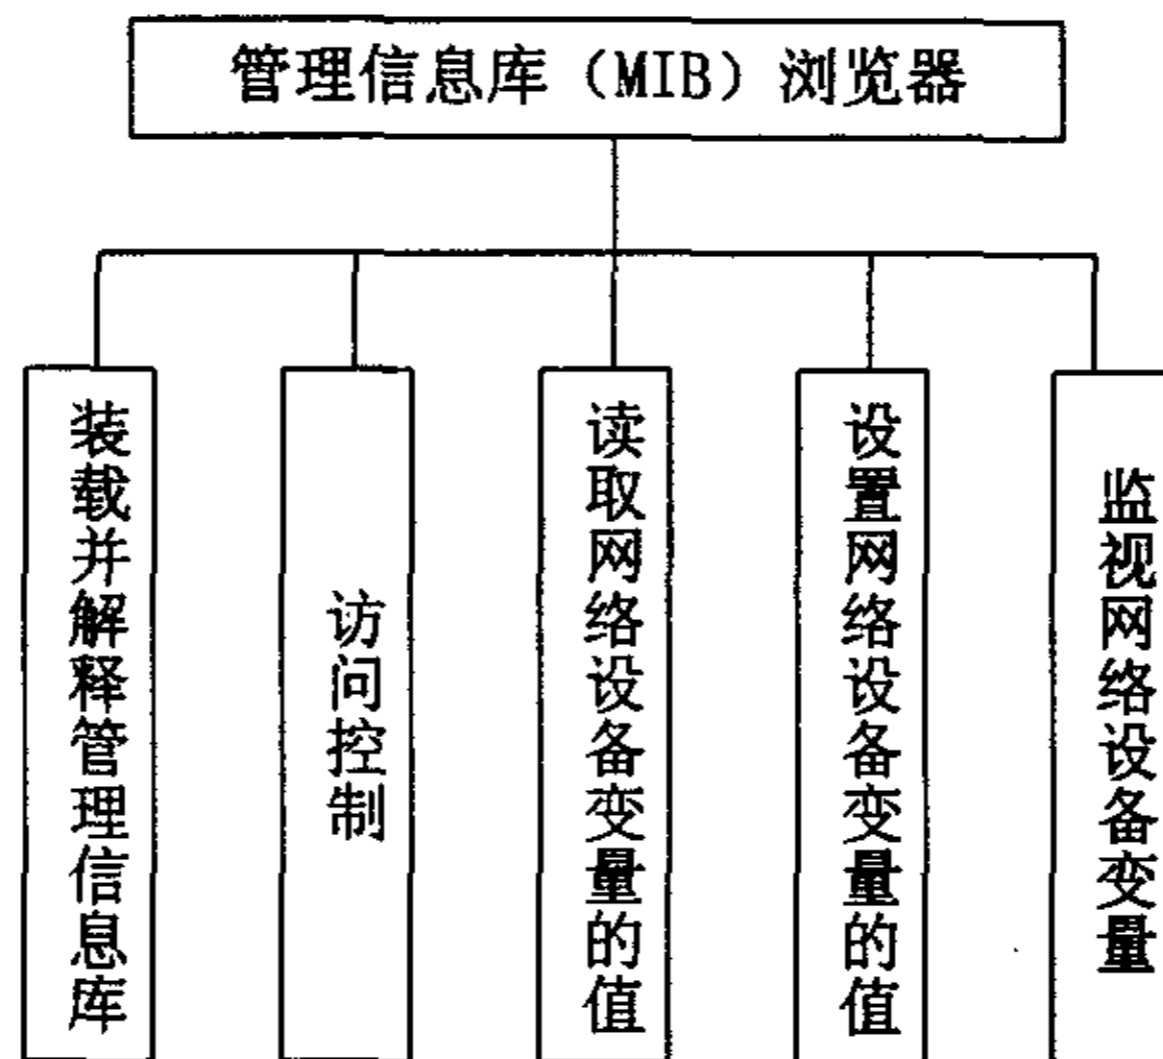 管理信息库（MIB）浏览器
装载并解释管理信息库
访问控制
读取网络设备变量的值
设置网络设备变量的值
监视网络设备变量